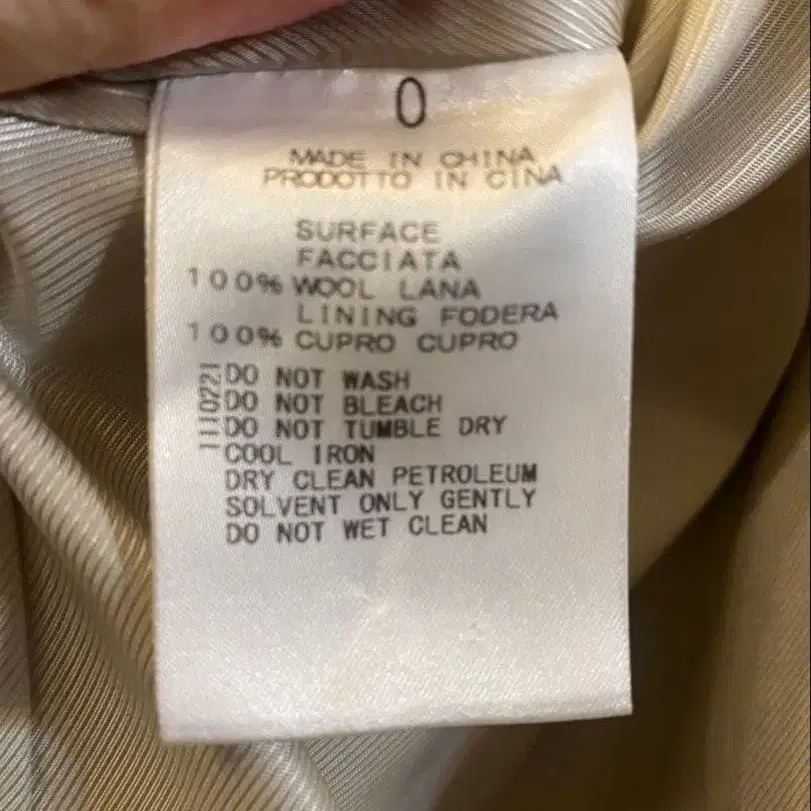 0
MADE IN CHINA
PRODOTTO IN CINA
SURFACE
FACCIATA
100% WOOL LANA
LINING FODERA
100% CUPRO CUPRO
DO NOT WASH
DO NOT BLEACH
DO NOT TUMBLE DRY
COOL IRON
DRY CLEAN PETROLEUM
SOLVENT ONLY GENTLY
DO NOT WET CLEAN
1110221